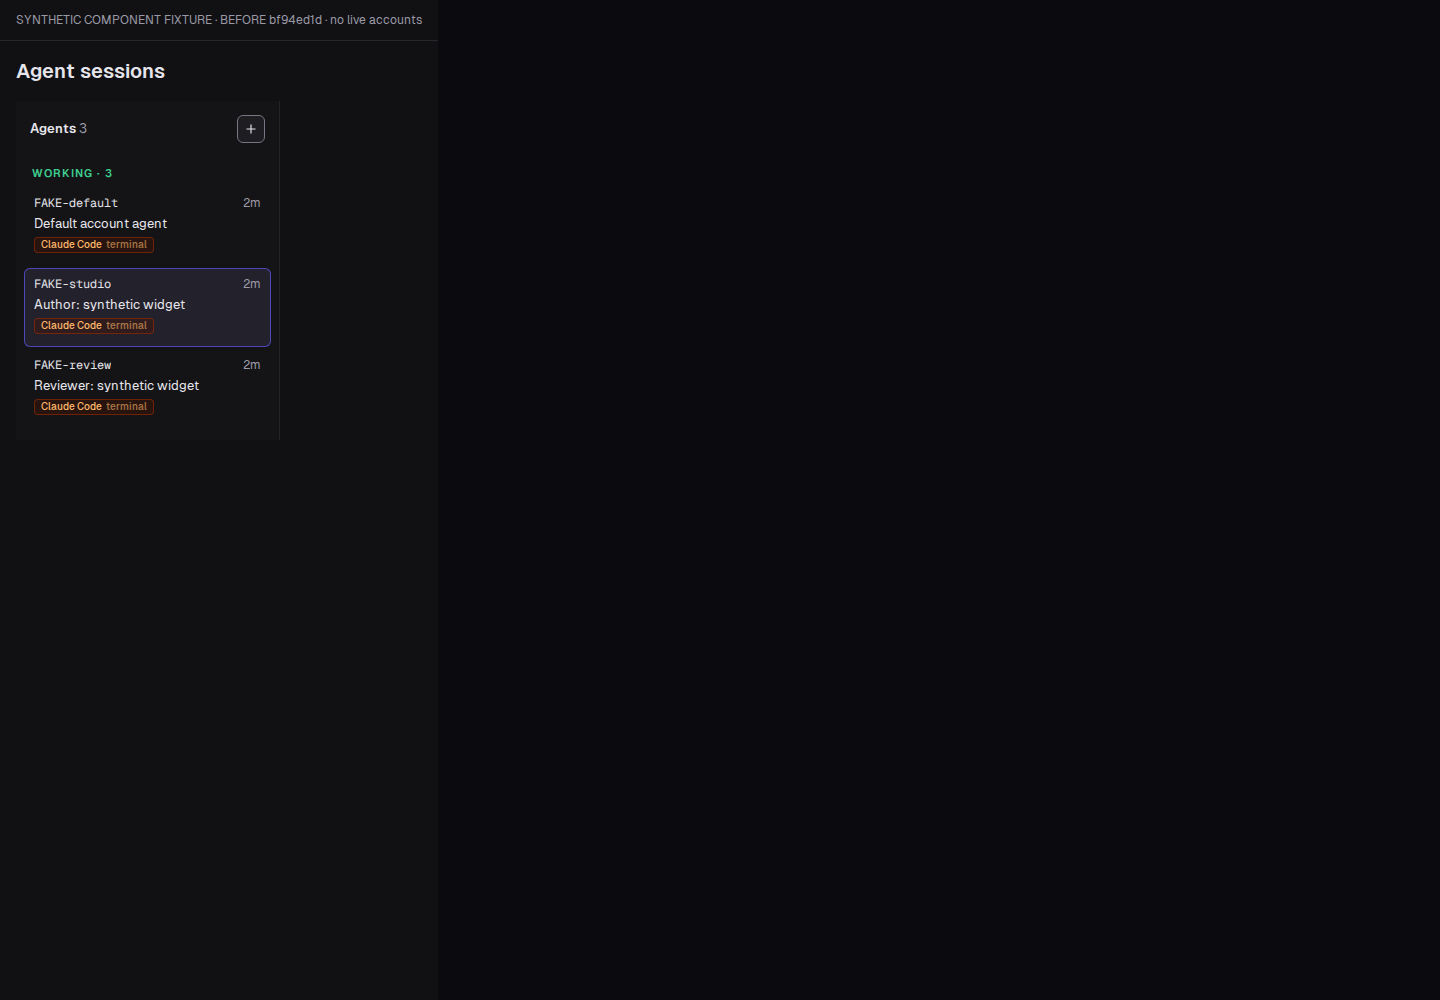 SYNTHETIC COMPONENT FIXTURE · BEFORE bf94ed1d · no live accounts
Agent sessions
Agents 3
+
WORKING · 3
FAKE-default 2m
Default account agent
Claude Code terminal
FAKE-studio 2m
Author: synthetic widget
Claude Code terminal
FAKE-review 2m
Reviewer: synthetic widget
Claude Code terminal